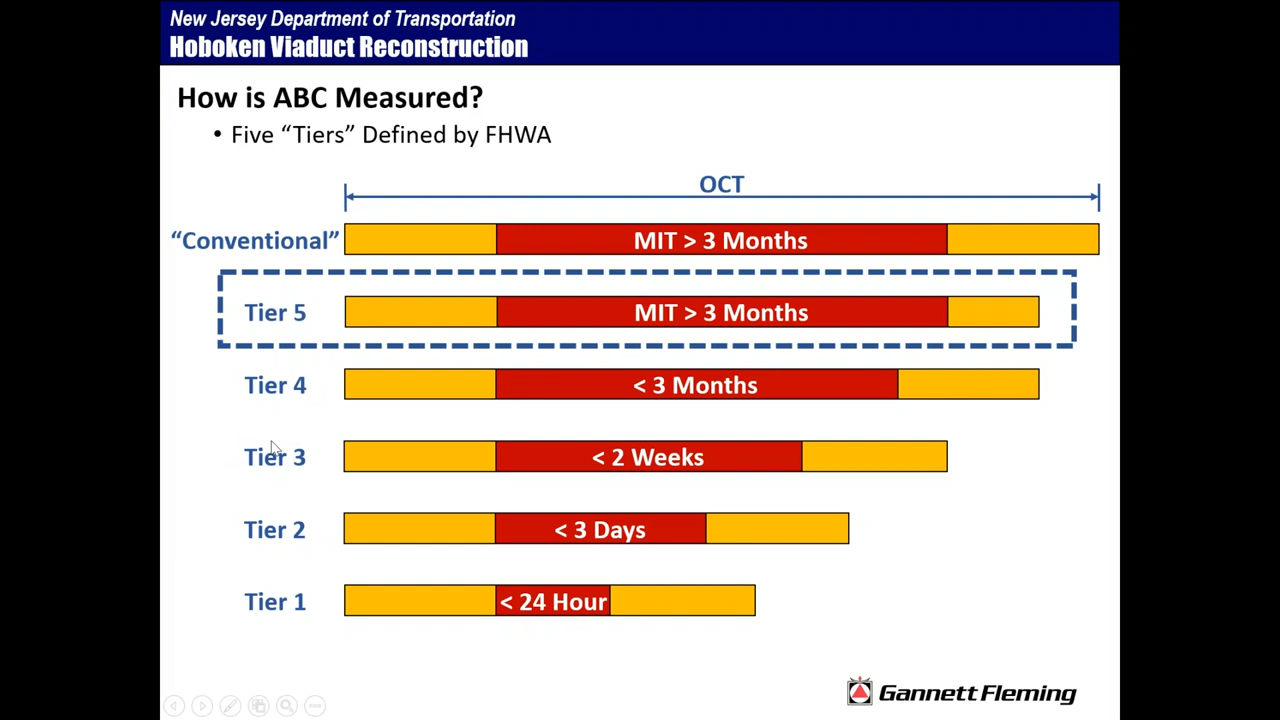 New Jersey Department of Transportation
Hoboken Viaduct Reconstruction
How is ABC Measured?
• Five “Tiers” Defined by FHWA
OCT
“Conventional” MIT > 3 Months
Tier 5 MIT > 3 Months
Tier 4 < 3 Months
Tier 3 < 2 Weeks
Tier 2 < 3 Days
Tier 1 < 24 Hour
Gannett Fleming